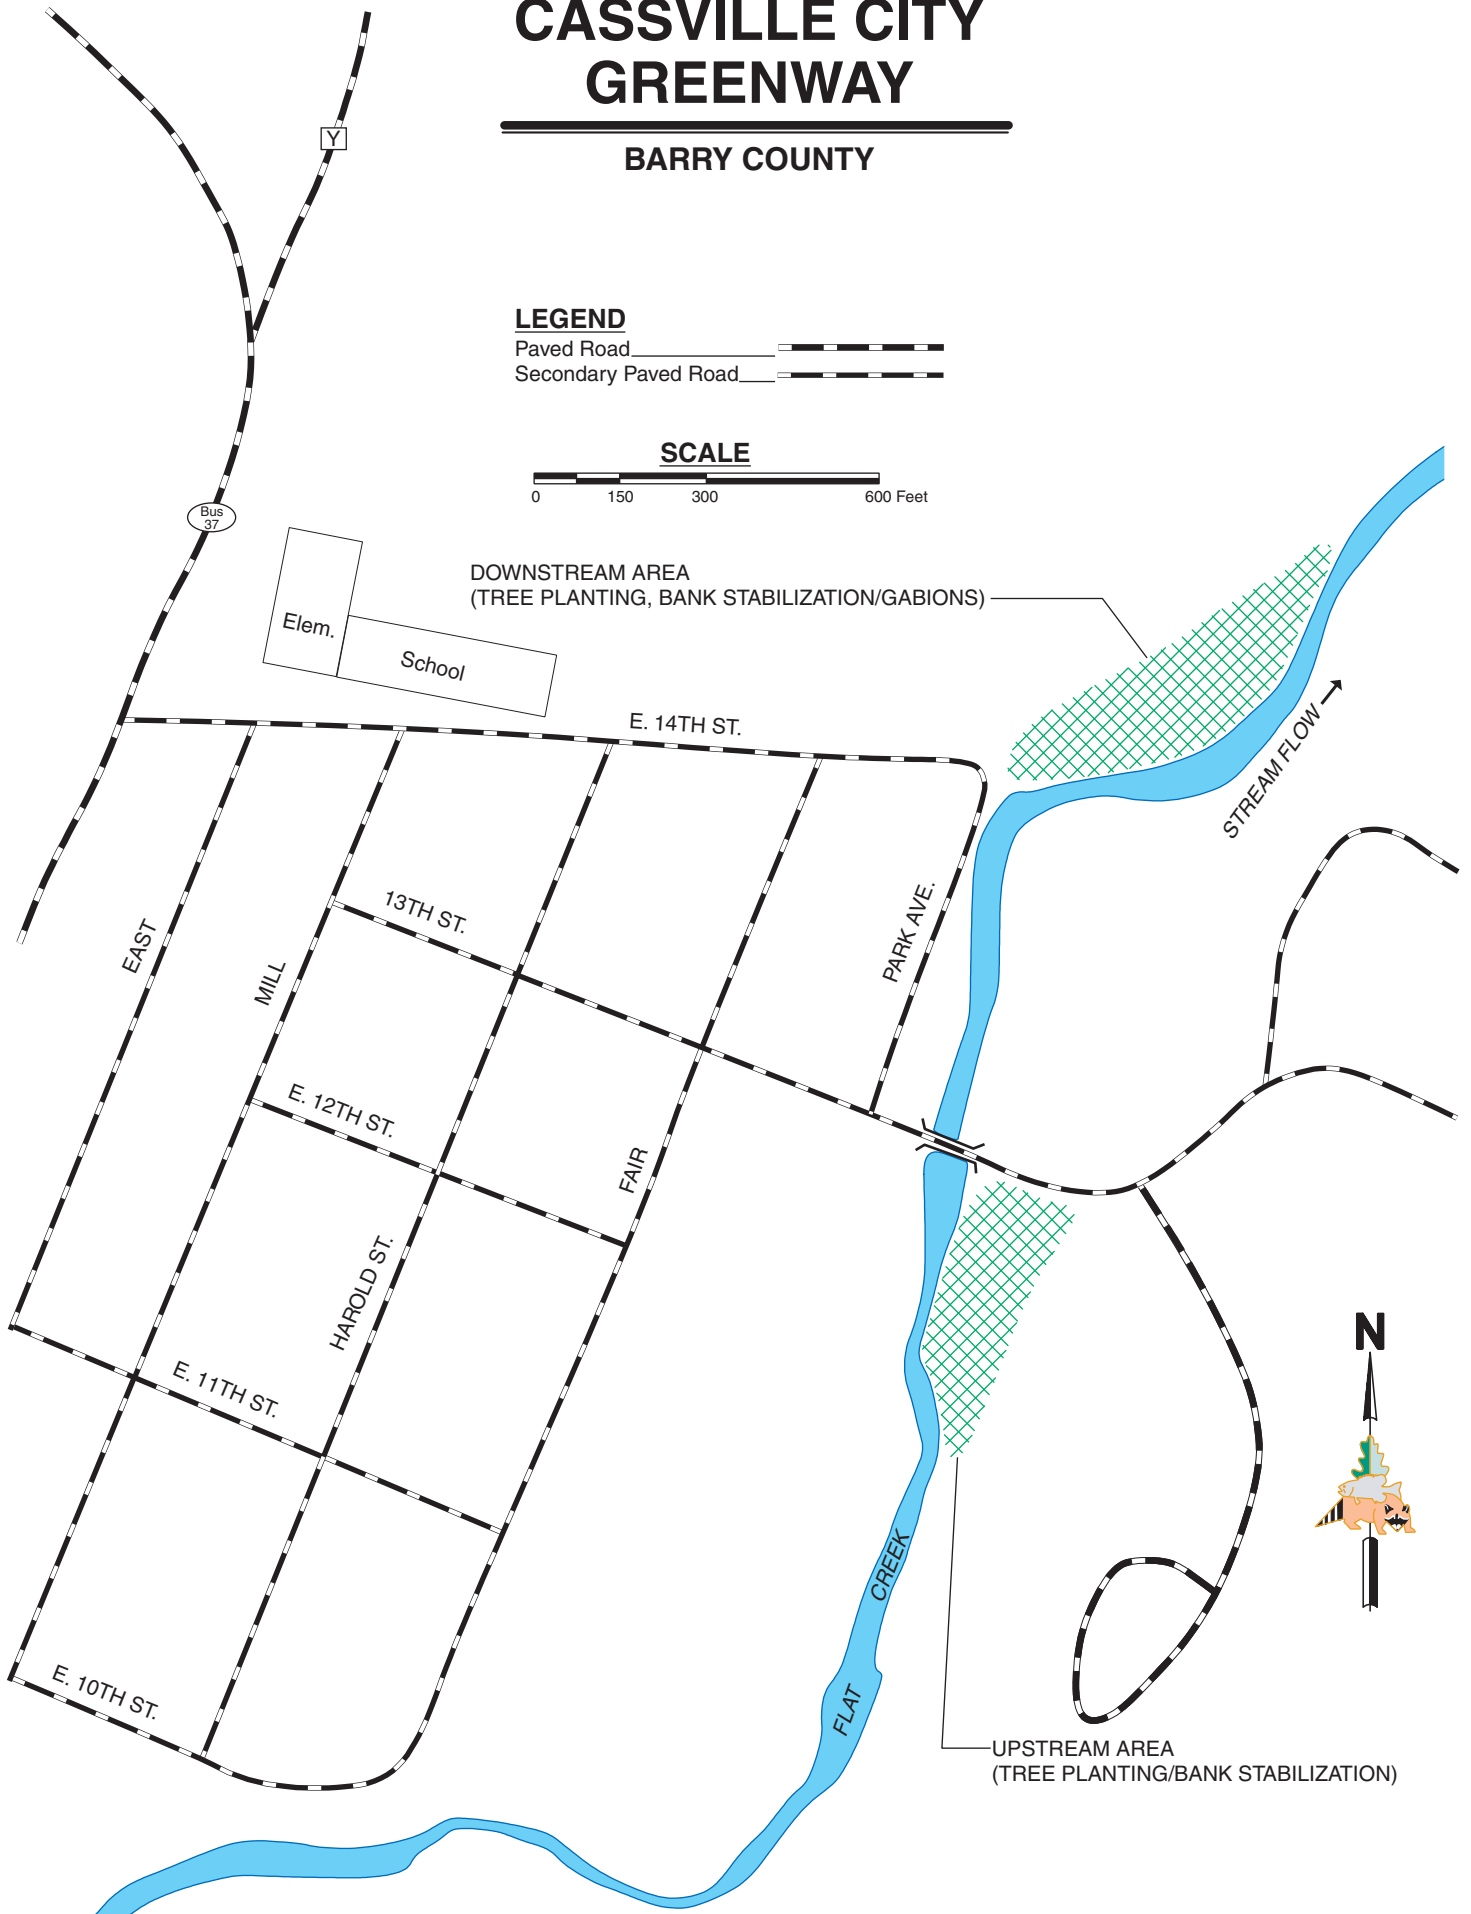 CASSVILLE CITY
GREENWAY
BARRY COUNTY
Y
LEGEND
Paved Road
Secondary Paved Road
SCALE
0 150 300 600 Feet
Bus
37
DOWNSTREAM AREA
(TREE PLANTING, BANK STABILIZATION/GABIONS)
Elem.
School
E. 14TH ST.
STREAM FLOW
13TH ST.
PARK AVE.
EAST
MILL
E. 12TH ST.
FAIR
HAROLD ST.
E. 11TH ST.
N
CREEK
FLAT
E. 10TH ST.
UPSTREAM AREA
(TREE PLANTING/BANK STABILIZATION)